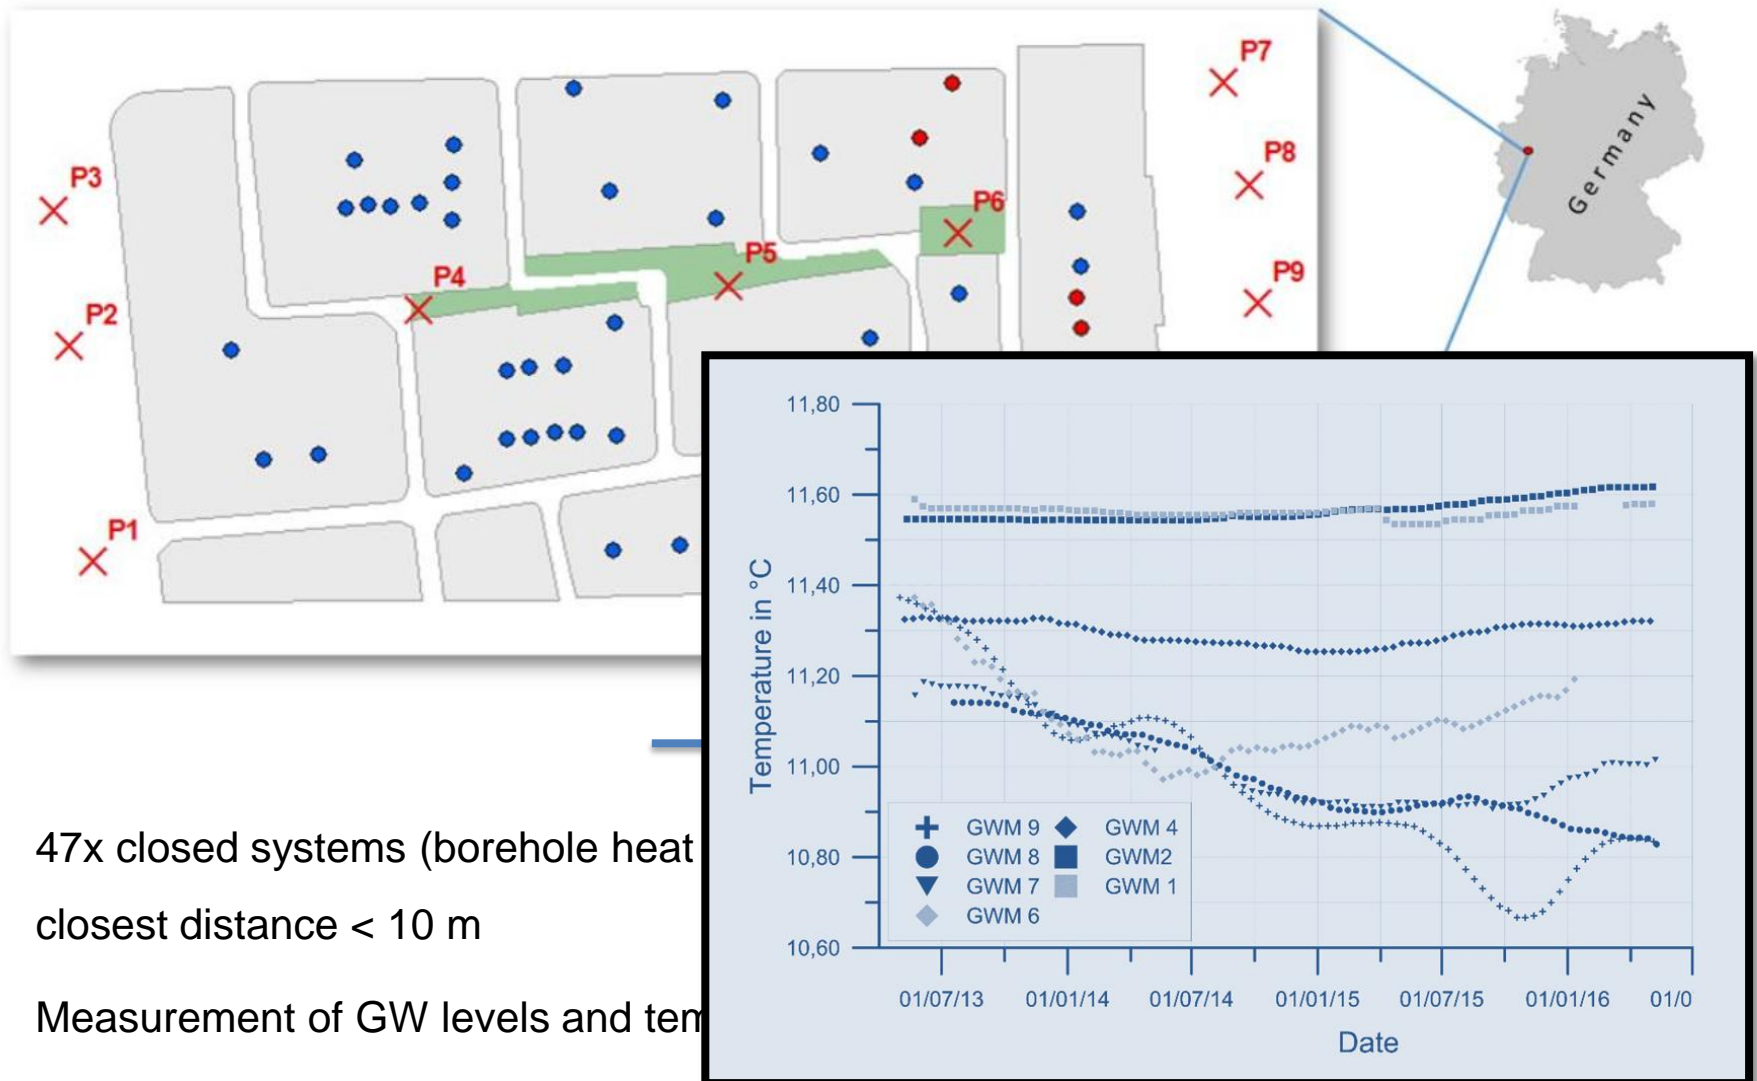 P7
P8
P9
P3
P2
P1
P4
P5
P6
Germany
47x closed systems (borehole heat
closest distance < 10 m
Measurement of GW levels and tem
11,80
11,60
11,40
11,20
11,00
10,80
10,60
Temperature in °C
GWM 9
GWM 8
GWM 7
GWM 6
GWM 4
GWM2
GWM 1
01/07/13 01/01/14 01/07/14 01/01/15 01/07/15 01/01/16 01/0
Date